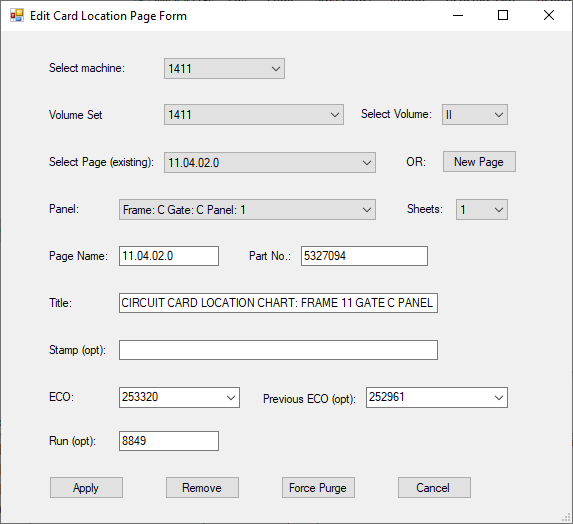 Edit Card Location Page Form
Select machine: 1411
Volume Set 1411 Select Volume: II
Select Page (existing): 11.04.02.0 OR: New Page
Panel: Frame: C Gate: C Panel: 1 Sheets: 1
Page Name: 11.04.02.0 Part No.: 5327094
Title: CIRCUIT CARD LOCATION CHART: FRAME 11 GATE C PANEL
Stamp (opt):
ECO: 253320 Previous ECO (opt): 252961
Run (opt): 8849
Apply Remove Force Purge Cancel